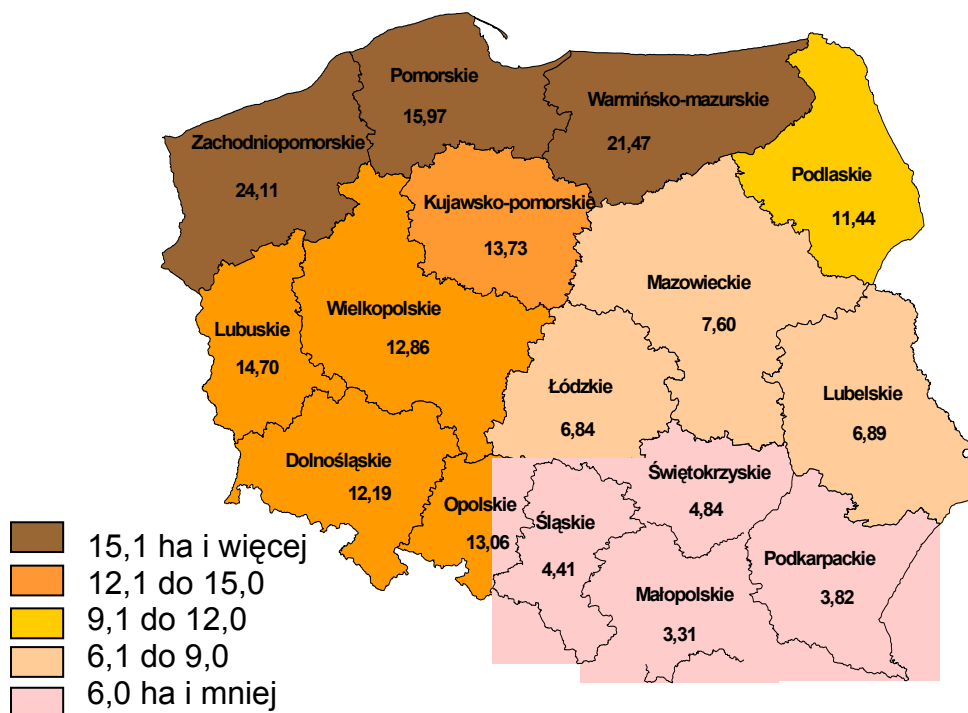 Pomorskie
15,97
Warmińsko-mazurskie
21,47
Zachodniopomorskie
24,11
Podlaskie
11,44
Kujawsko-pomorskie
13,73
Mazowieckie
7,60
Wielkopolskie
12,86
Lubuskie
14,70
Łódzkie
6,84
Lubelskie
6,89
Dolnośląskie
12,19
Opolskie
13,06
Świętokrzyskie
4,84
Śląskie
4,41
Podkarpackie
3,82
Małopolskie
3,31
15,1 ha i więcej
12,1 do 15,0
9,1 do 12,0
6,1 do 9,0
6,0 ha i mniej